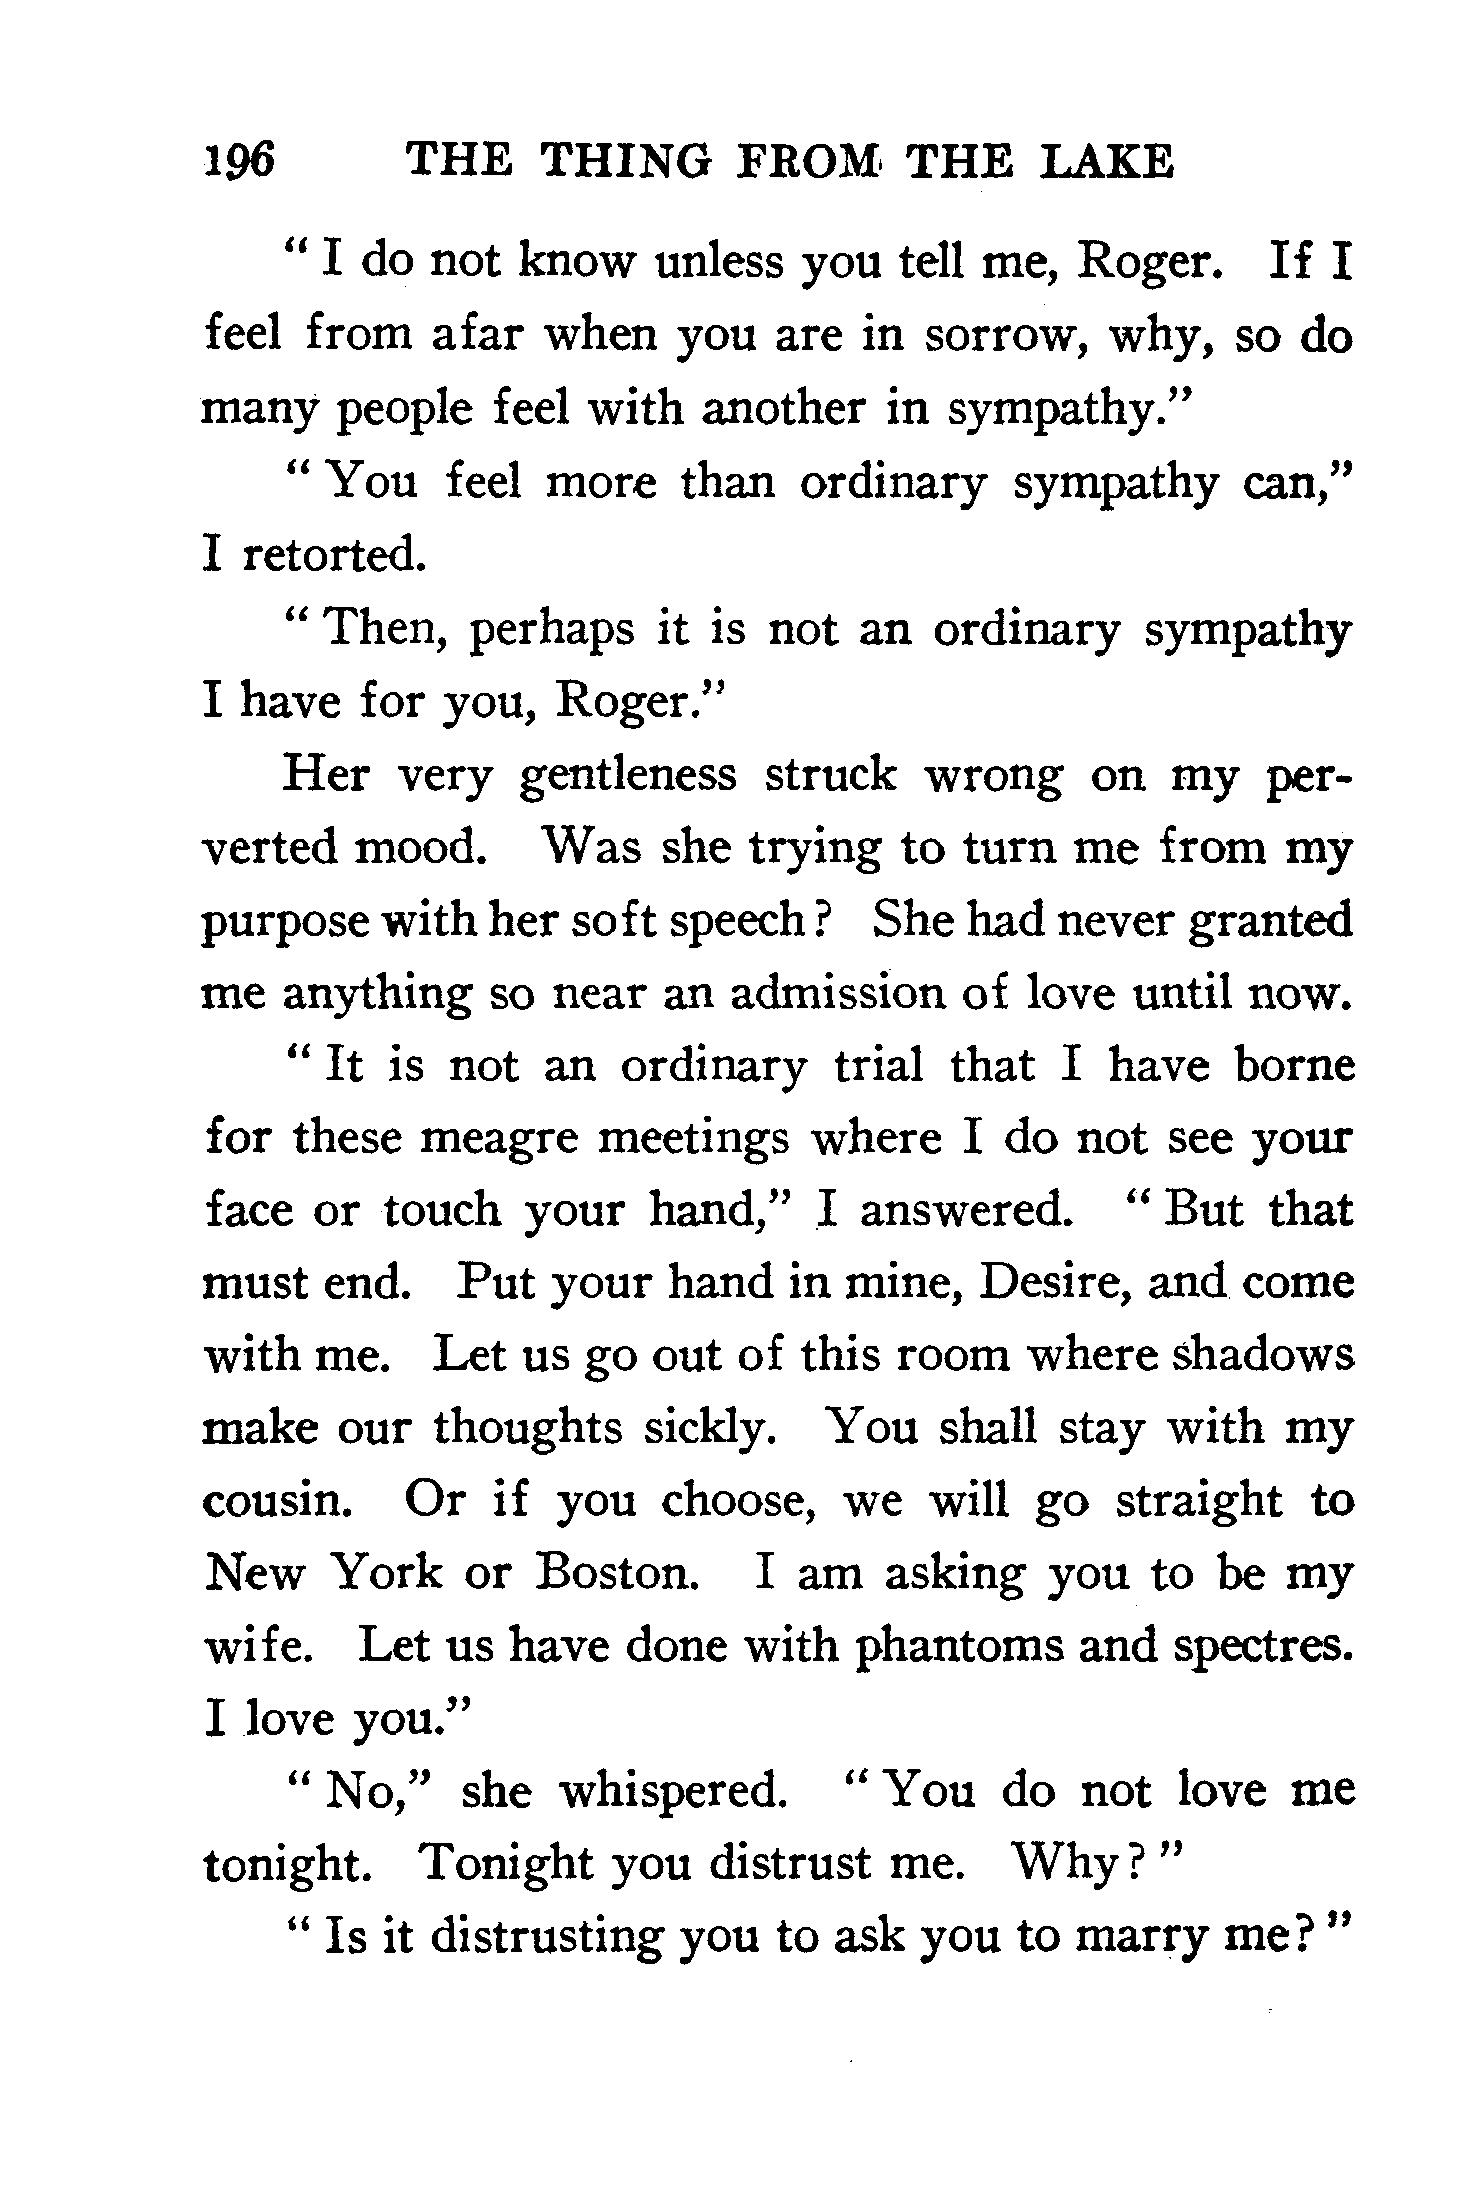 196 THE THING FROM THE LAKE
“ I do not know unless you tell me, Roger. If I
feel from afar when you are in sorrow, why, so do
many people feel with another in sympathy.”
“ You feel more than ordinary sympathy can,”
I retorted.
“ Then, perhaps it is not an ordinary sympathy
I have for you, Roger.”
Her very gentleness struck wrong on my per-
verted mood. Was she trying to turn me from my
purpose with her soft speech? She had never granted
me anything so near an admission of love until now.
“ It is not an ordinary trial that I have borne
for these meagre meetings where I do not see your
face or touch your hand,” I answered. “ But that
must end. Put your hand in mine, Desire, and come
with me. Let us go out of this room where shadows
make our thoughts sickly. You shall stay with my
cousin. Or if you choose, we will go straight to
New York or Boston. I am asking you to be my
wife. Let us have done with phantoms and spectres.
I love you.”
“ No,” she whispered. “ You do not love me
tonight. Tonight you distrust me. Why? ”
“ Is it distrusting you to ask you to marry me? ”